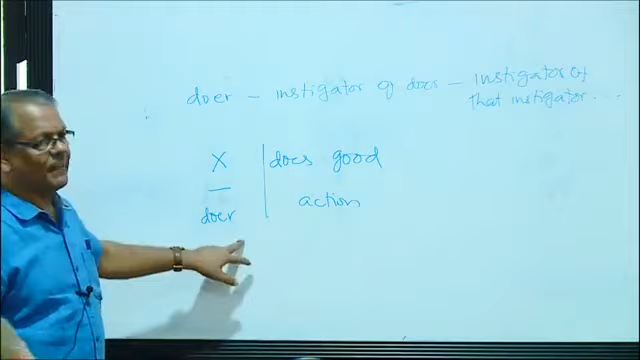 doer – instigator of doer – instigator of
that instigator...
X | does good
—
doer | action